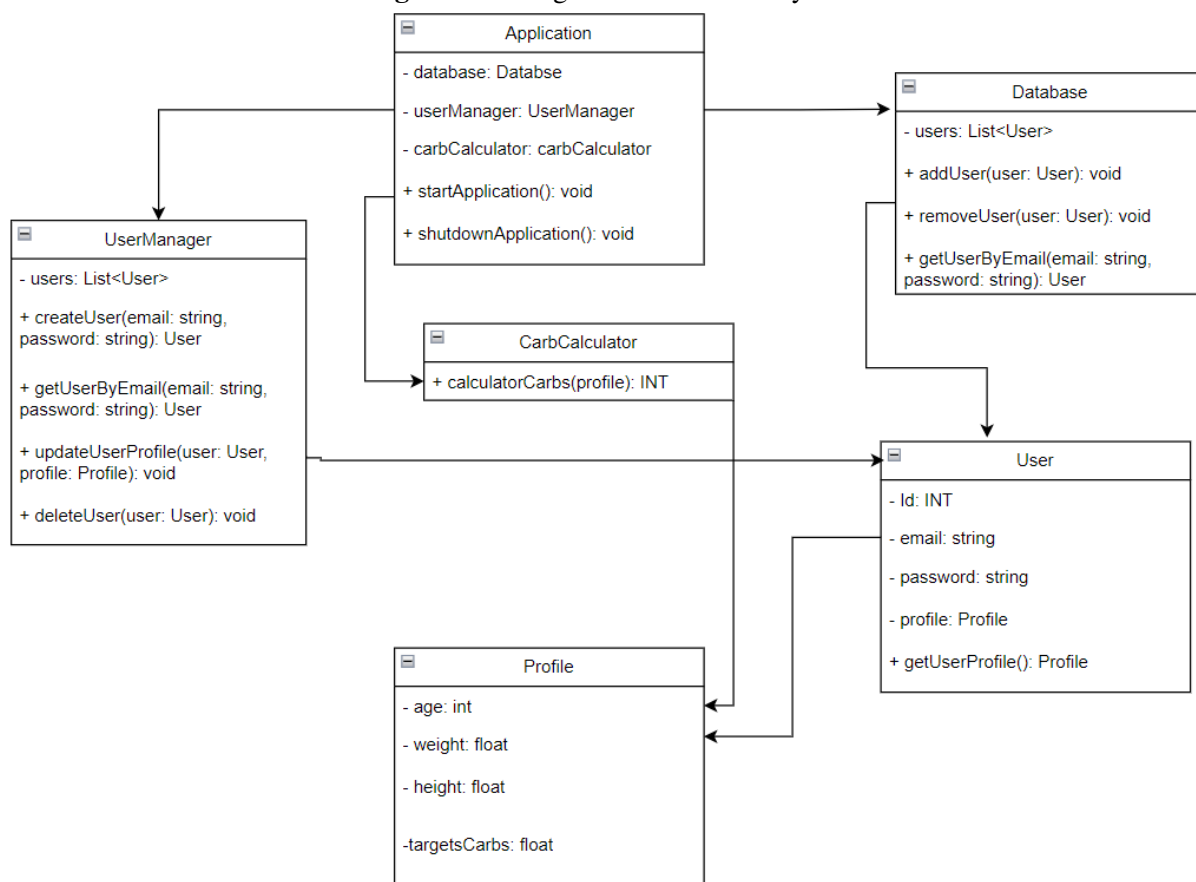 Application
- database: Databse
- userManager: UserManager
- carbCalculator: carbCalculator
+ startApplication(): void
+ shutdownApplication(): void
Database
- users: List<User>
+ addUser(user: User): void
+ removeUser(user: User): void
+ getUserByEmail(email: string,
password: string): User
UserManager
- users: List<User>
+ createUser(email: string,
password: string): User
+ getUserByEmail(email: string,
password: string): User
+ updateUserProfile(user: User,
profile: Profile): void
+ deleteUser(user: User): void
CarbCalculator
+ calculatorCarbs(profile): INT
User
- Id: INT
- email: string
- password: string
- profile: Profile
+ getUserProfile(): Profile
Profile
- age: int
- weight: float
- height: float
-targetsCarbs: float